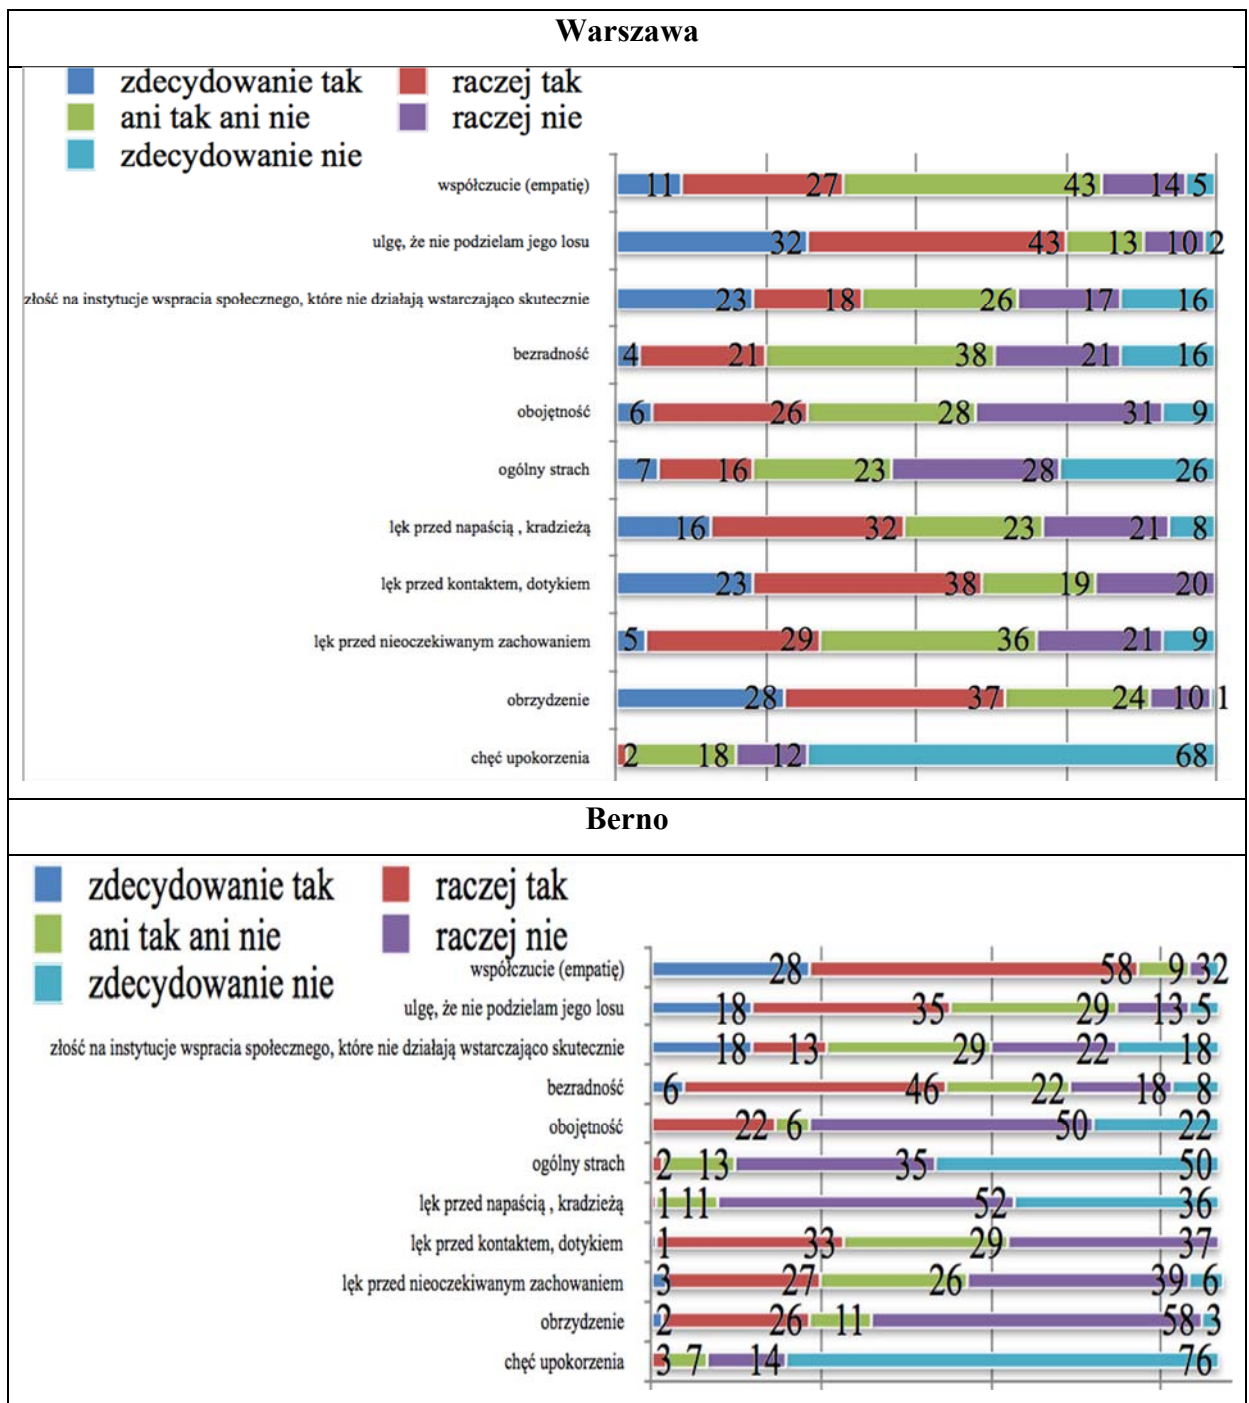 Warszawa
zdecydowanie tak raczej tak
ani tak ani nie raczej nie
zdecydowanie nie
współczucie (empatię) 11 27 43 14 5
ulgę, że nie podzielam jego losu 32 43 13 10 2
złość na instytucje wspracia społecznego, które nie działają wstarczająco skutecznie 23 18 26 17 16
bezradność 4 21 38 21 16
obojętność 6 26 28 31 9
ogólny strach 7 16 23 28 26
lęk przed napaścią , kradzieżą 16 32 23 21 8
lęk przed kontaktem, dotykiem 23 38 19 20
lęk przed nieoczekiwanym zachowaniem 5 29 36 21 9
obrzydzenie 28 37 24 10 1
chęć upokorzenia 2 18 12 68
Berno
zdecydowanie tak raczej tak
ani tak ani nie raczej nie
zdecydowanie nie
współczucie (empatię) 28 58 9 3 2
ulgę, że nie podzielam jego losu 18 35 29 13 5
złość na instytucje wspracia społecznego, które nie działają wstarczająco skutecznie 18 13 29 22 18
bezradność 6 46 22 18 8
obojętność 22 6 50 22
ogólny strach 2 13 35 50
lęk przed napaścią , kradzieżą 1 11 52 36
lęk przed kontaktem, dotykiem 1 33 29 37
lęk przed nieoczekiwanym zachowaniem 3 27 26 39 6
obrzydzenie 2 26 11 58 3
chęć upokorzenia 3 7 14 76